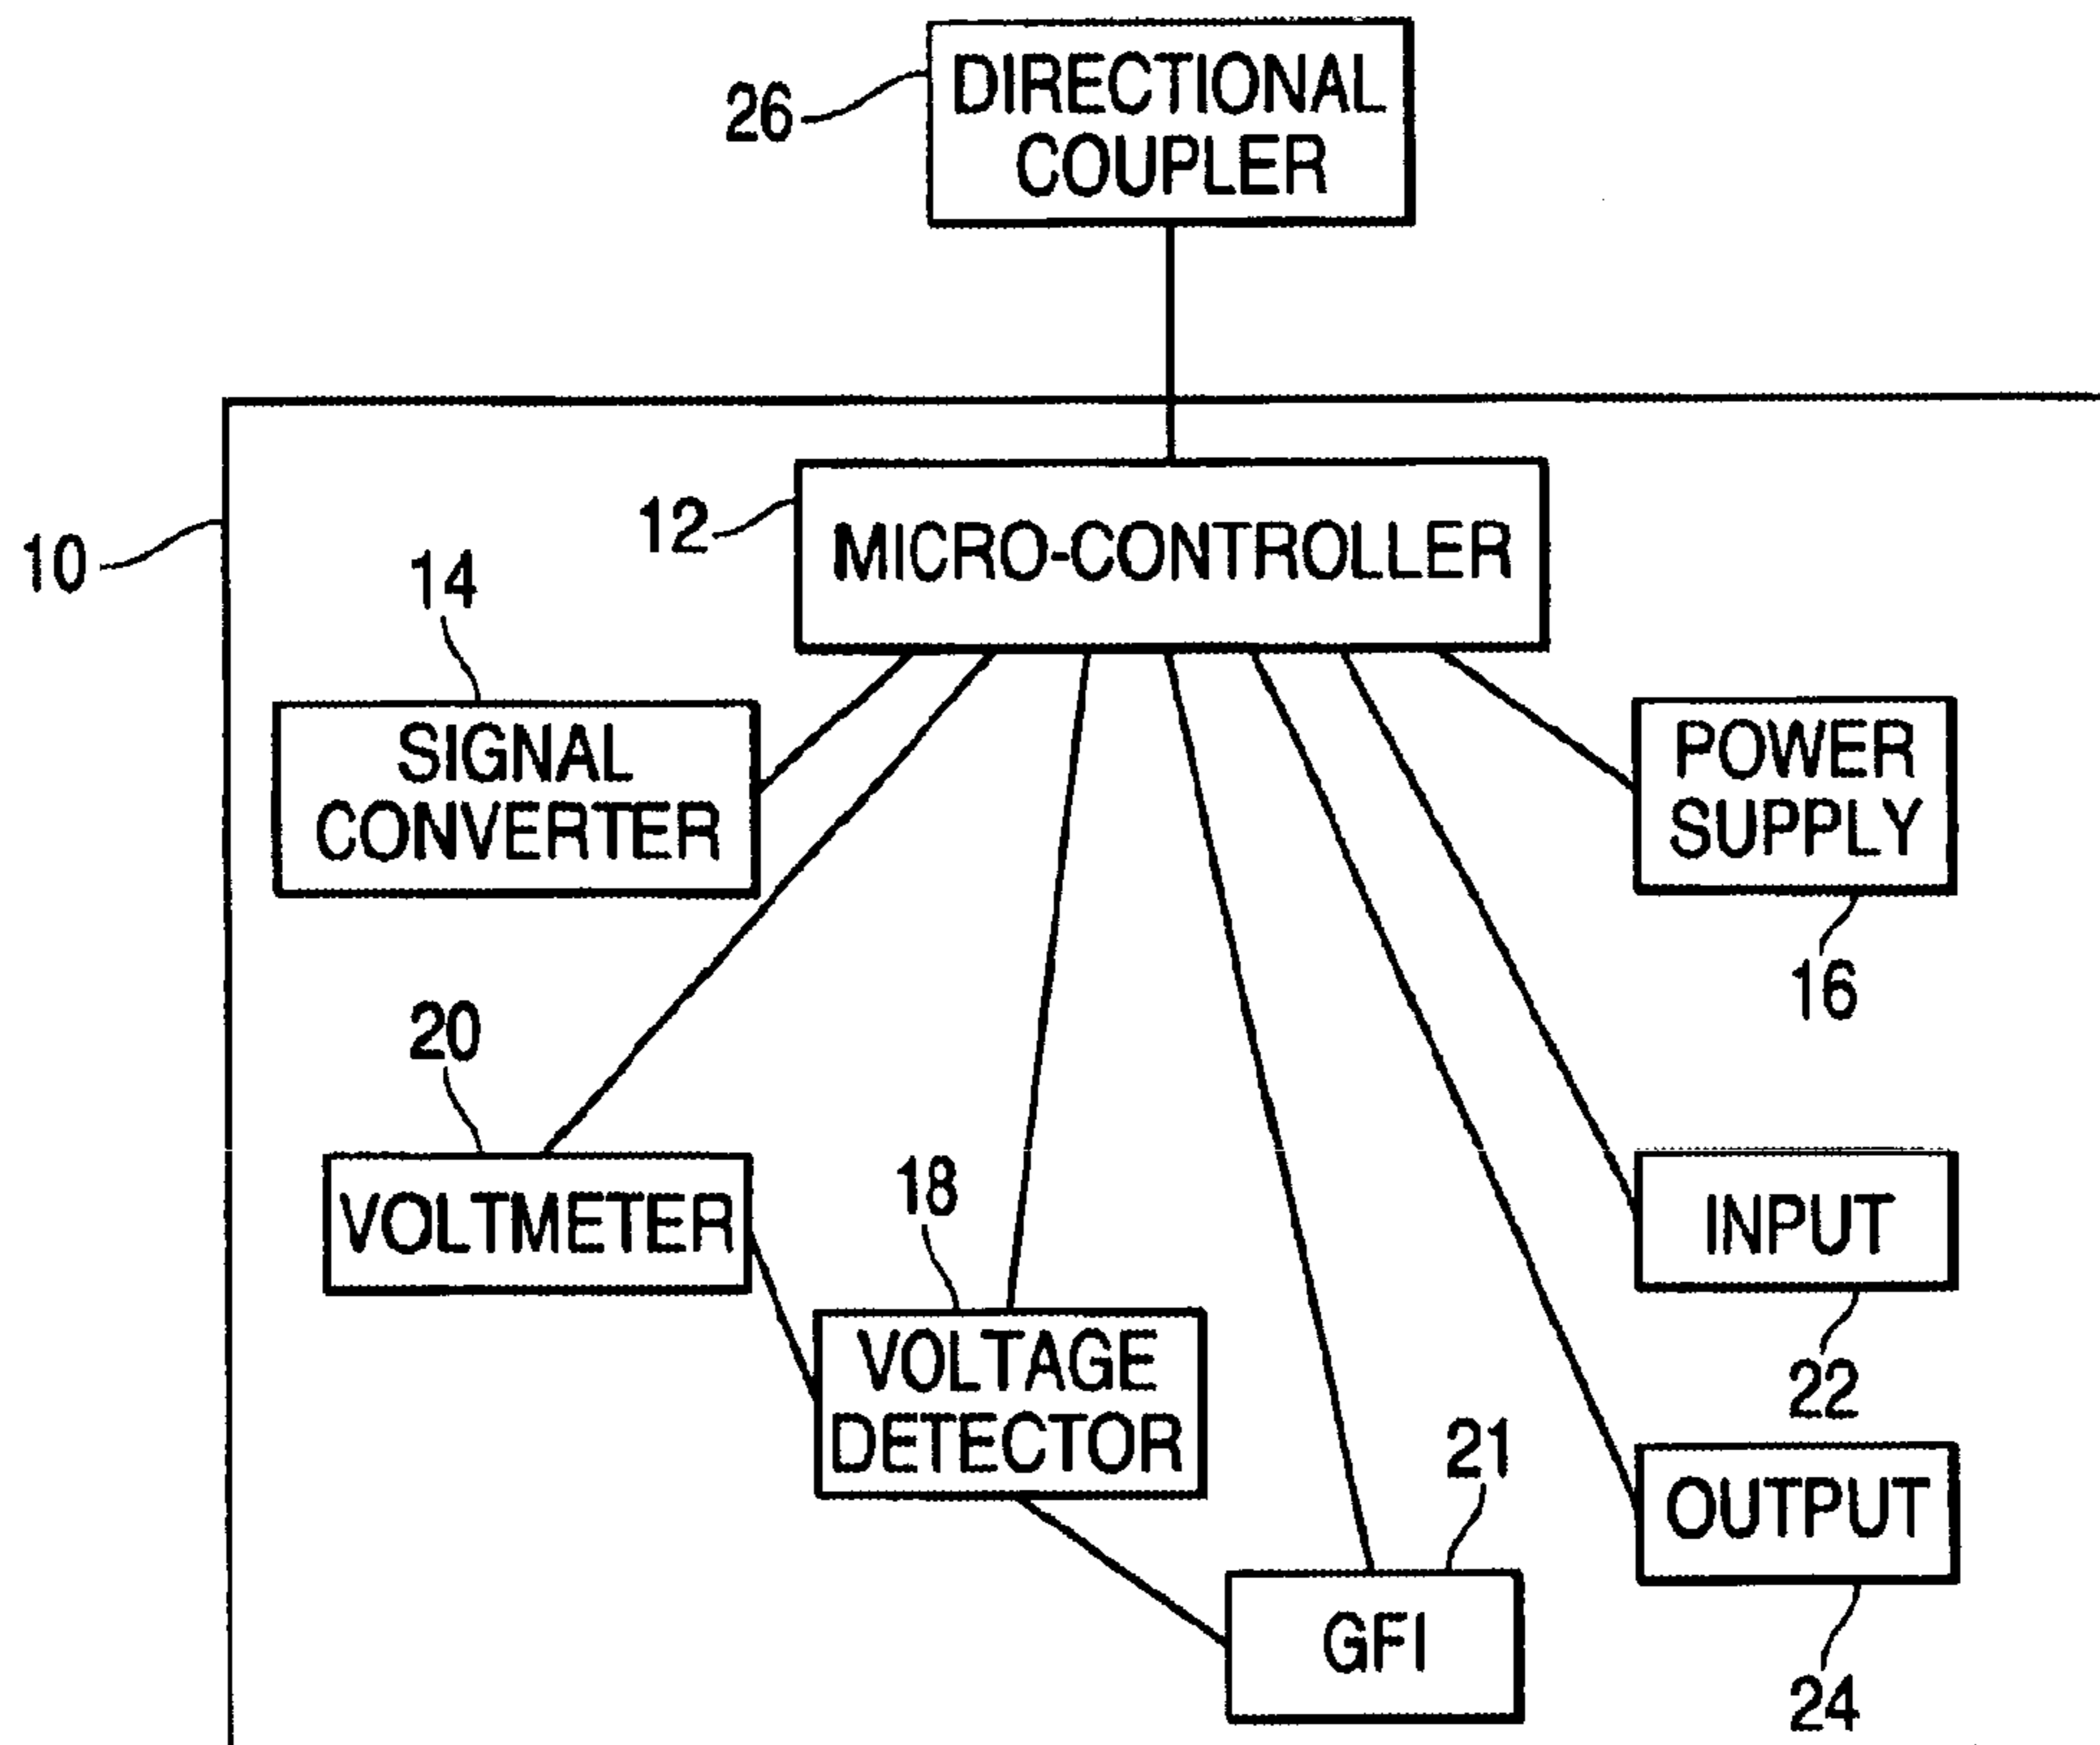 26
DIRECTIONAL
COUPLER
10
12
MICRO-CONTROLLER
14
SIGNAL
CONVERTER
POWER
SUPPLY
16
20
VOLTMETER
18
VOLTAGE
DETECTOR
INPUT
22
21
GFI
OUTPUT
24